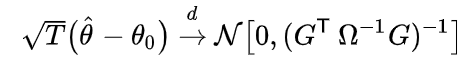 √T(θ̂ − θ₀) →ᵈ 𝒩[0, (Gᵀ Ω⁻¹G)⁻¹]